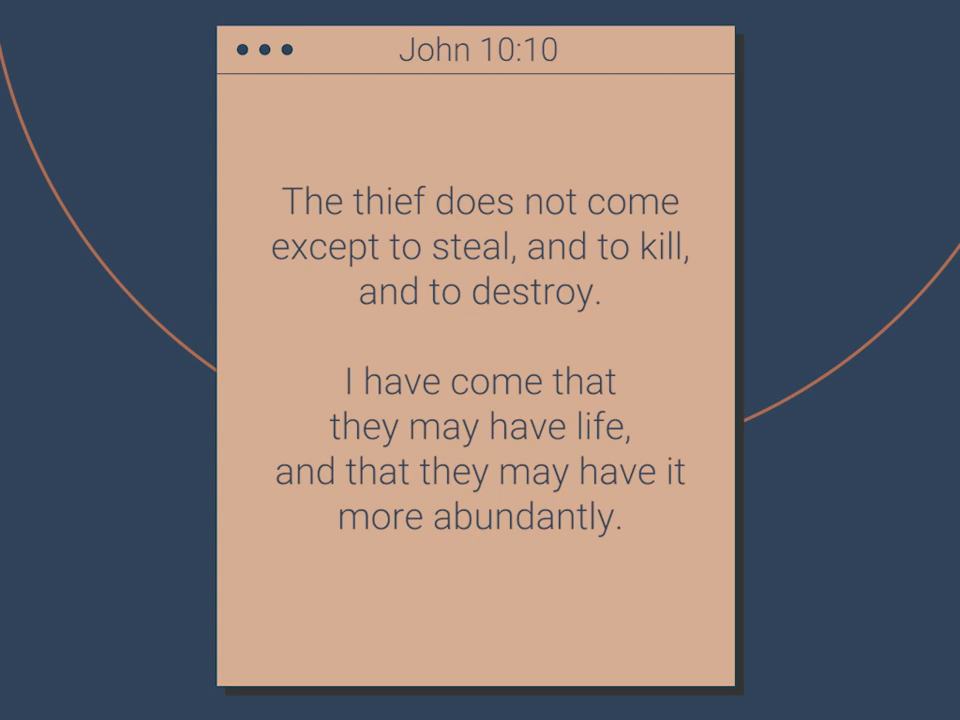 John 10:10
The thief does not come
except to steal, and to kill,
and to destroy.
I have come that
they may have life,
and that they may have it
more abundantly.